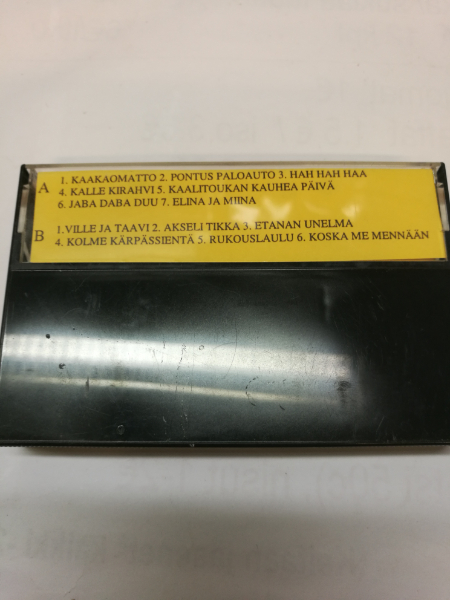 A
1. KAAKAOMATTO 2. PONTUS PALOAUTO 3. HAH HAH HAA
4. KALLE KIRAHVI 5. KAALITOUKAN KAUHEA PÄIVÄ
6. JABA DABA DUU 7. ELINA JA MIINA
B
1.VILLE JA TAAVI 2. AKSELI TIKKA 3. ETANAN UNELMA
4. KOLME KÄRPÄSSIENTÄ 5. RUKOUSLAULU 6. KOSKA ME MENNÄÄN